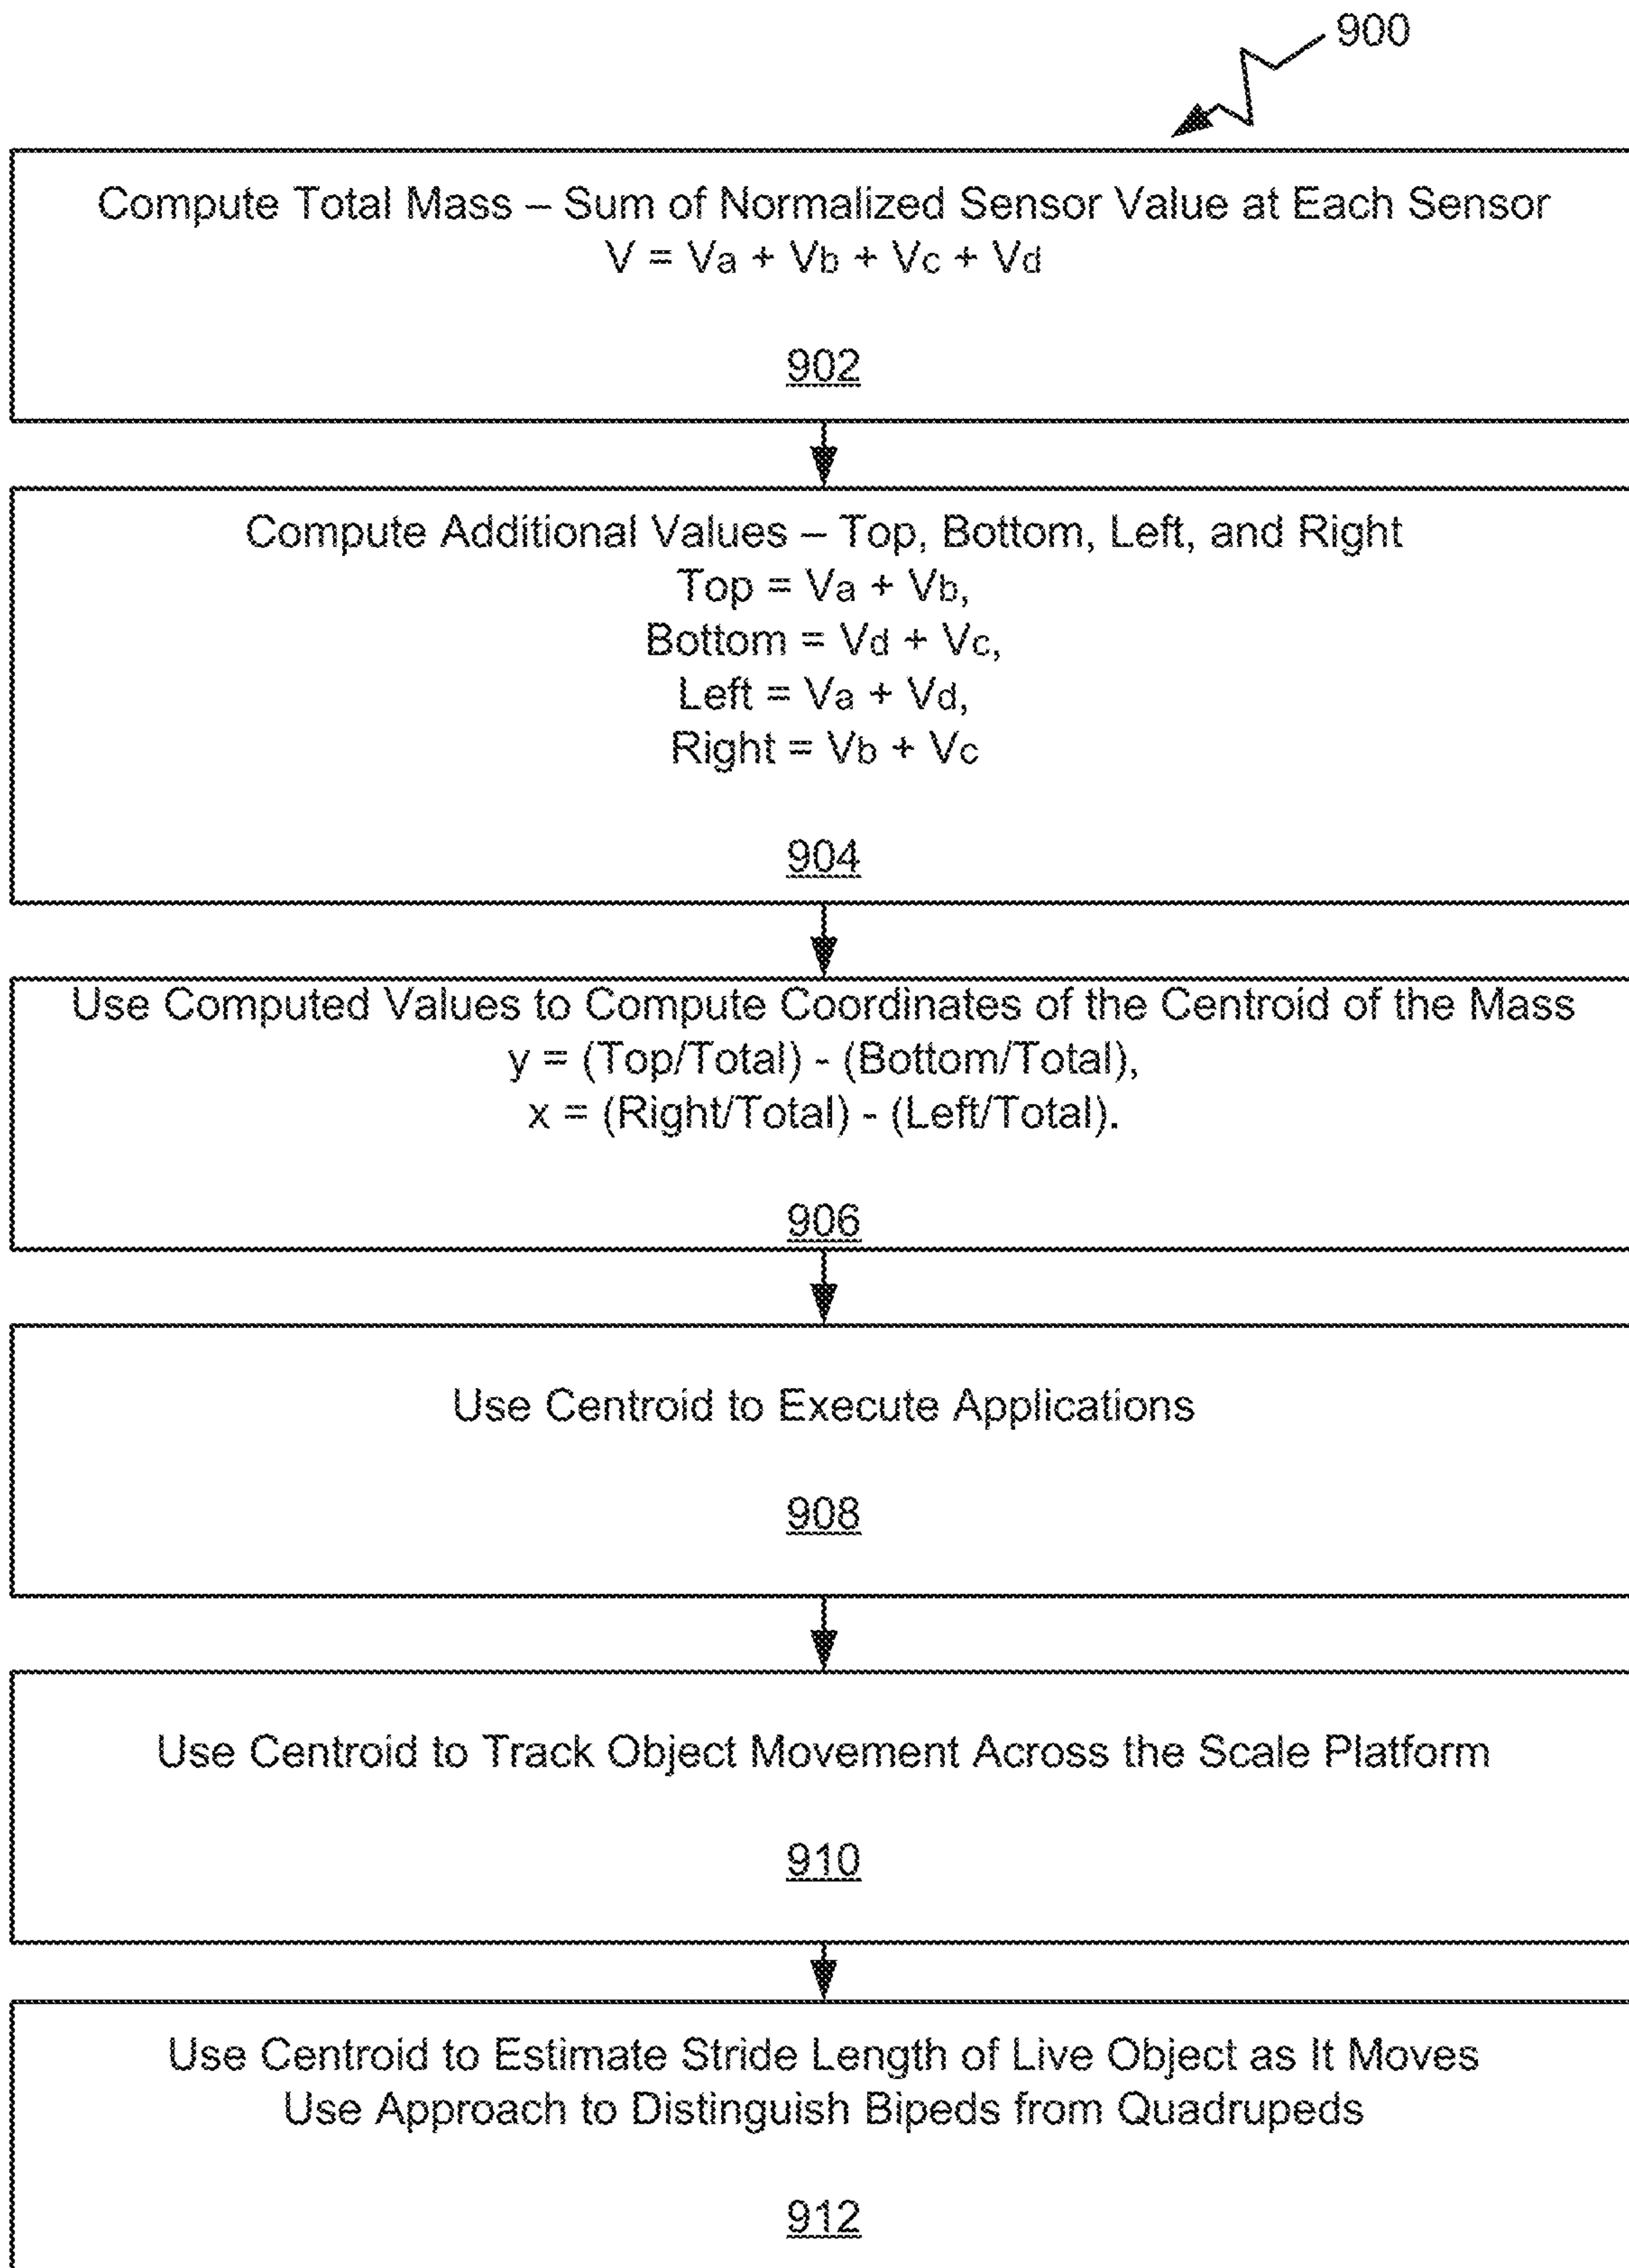 900
Compute Total Mass – Sum of Normalized Sensor Value at Each Sensor
V = Va + Vb + Vc + Vd
902
Compute Additional Values – Top, Bottom, Left, and Right
Top = Va + Vb,
Bottom = Vd + Vc,
Left = Va + Vd,
Right = Vb + Vc
904
Use Computed Values to Compute Coordinates of the Centroid of the Mass
y = (Top/Total) - (Bottom/Total),
x = (Right/Total) - (Left/Total).
906
Use Centroid to Execute Applications
908
Use Centroid to Track Object Movement Across the Scale Platform
910
Use Centroid to Estimate Stride Length of Live Object as It Moves
Use Approach to Distinguish Bipeds from Quadrupeds
912